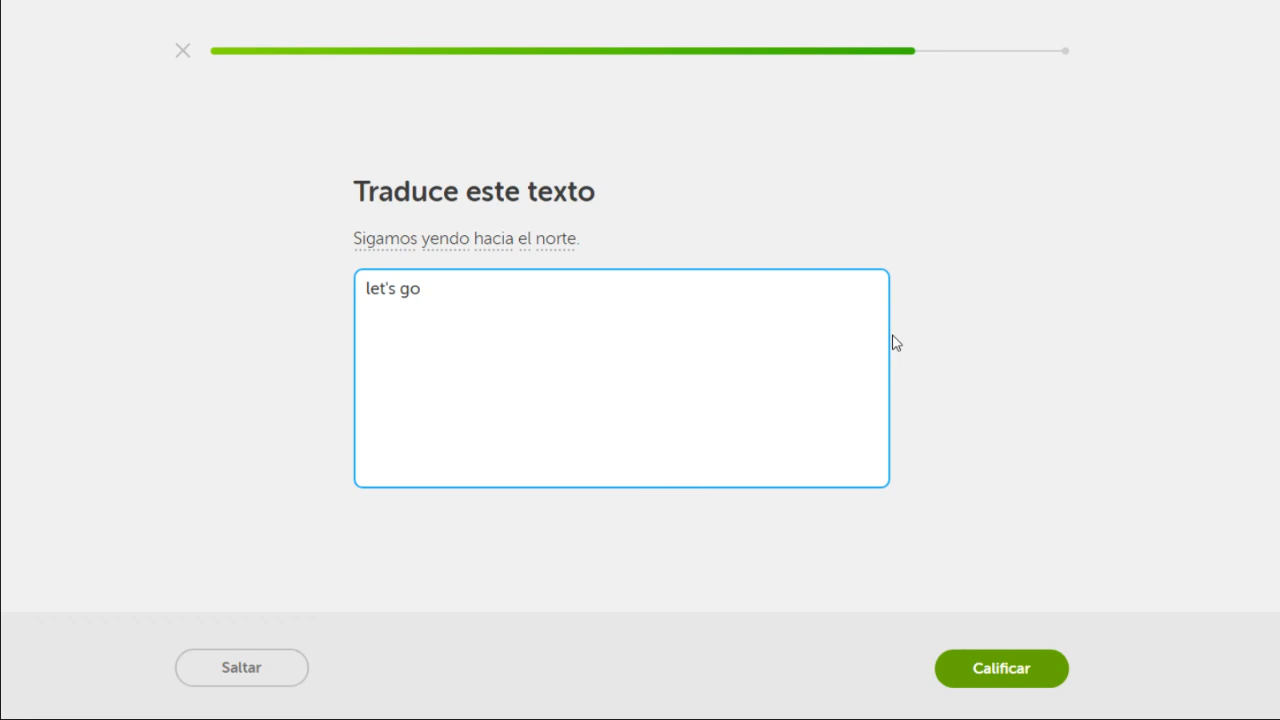 Traduce este texto
Sigamos yendo hacia el norte.
let's go
Saltar
Calificar